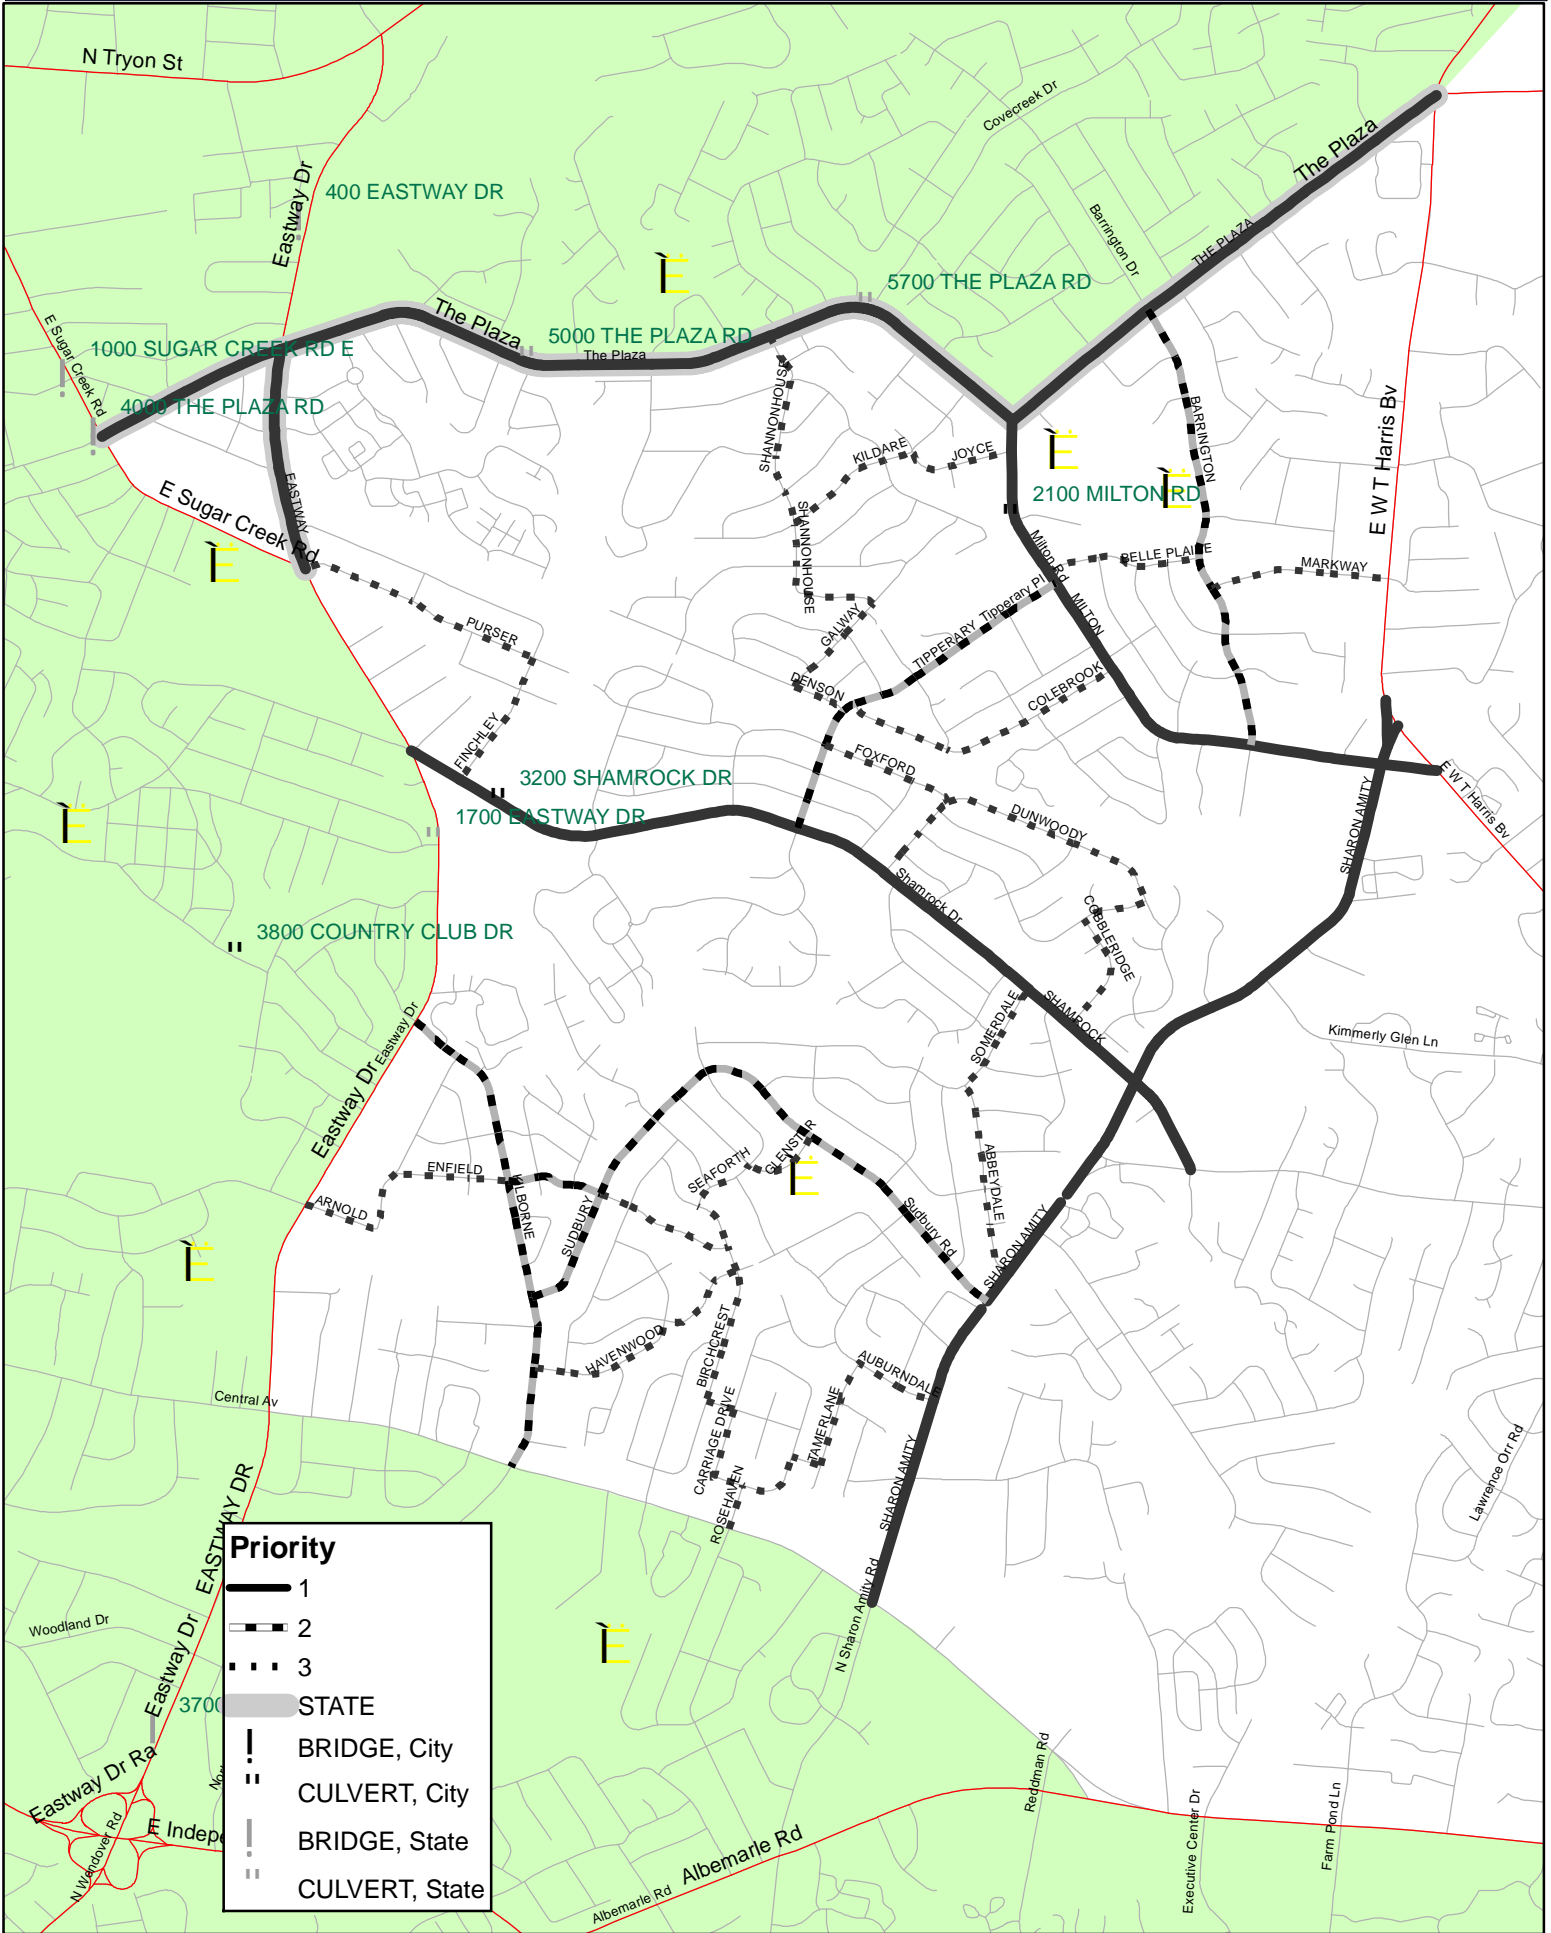 N Tryon St
Covecreek Dr
The Plaza
Eastway Dr
400 EASTWAY DR
Barrington Dr
THE PLAZA
5700 THE PLAZA RD
The Plaza
5000 THE PLAZA RD
The Plaza
E Sugar Creek Rd
1000 SUGAR CREEK RD E
4000 THE PLAZA RD
SHANNONHOUSE
KILDARE
JOYCE
BARRINGTON
E W T Harris Bv
EASTWAY
E Sugar Creek Rd
2100 MILTON RD
SHANNONHOUSE
Milton Rd
BELLE PLAINE
MARKWAY
PURSER
GALWAY
TIPPERARY
Tipperary Pl
MILTON
DENSON
COLEBROOK
FINCHLEY
FOXFORD
3200 SHAMROCK DR
1700 EASTWAY DR
DUNWOODY
E W T Harris Bv
SHARON AMITY
Shamrock Dr
COBBLERIDGE
3800 COUNTRY CLUB DR
SOMERDALE
SHAMROCK
Kimmerly Glen Ln
Eastway Dr
Eastway Dr
ENFIELD
KILBORNE
SEAFORTH
GLENSTAR
ABBEYDALE
ARNOLD
SUDBURY
Sudbury Rd
SHARON AMITY
HAVENWOOD
BIRCHCREST
AUBURNDALE
Central Av
CARRIAGE DRIVE
TAMERLANE
SHARON AMITY
ROSEHAVEN
Lawrence Orr Rd
EASTWAY DR
N Sharon Amity Rd
Woodland Dr
Eastway Dr
3700
Eastway Dr Ra
N Wendover Rd
E Indepe
Priority
1
2
3
STATE
BRIDGE, City
CULVERT, City
BRIDGE, State
CULVERT, State
Reddman Rd
Executive Center Dr
Farm Pond Ln
Albemarle Rd
Albemarle Rd